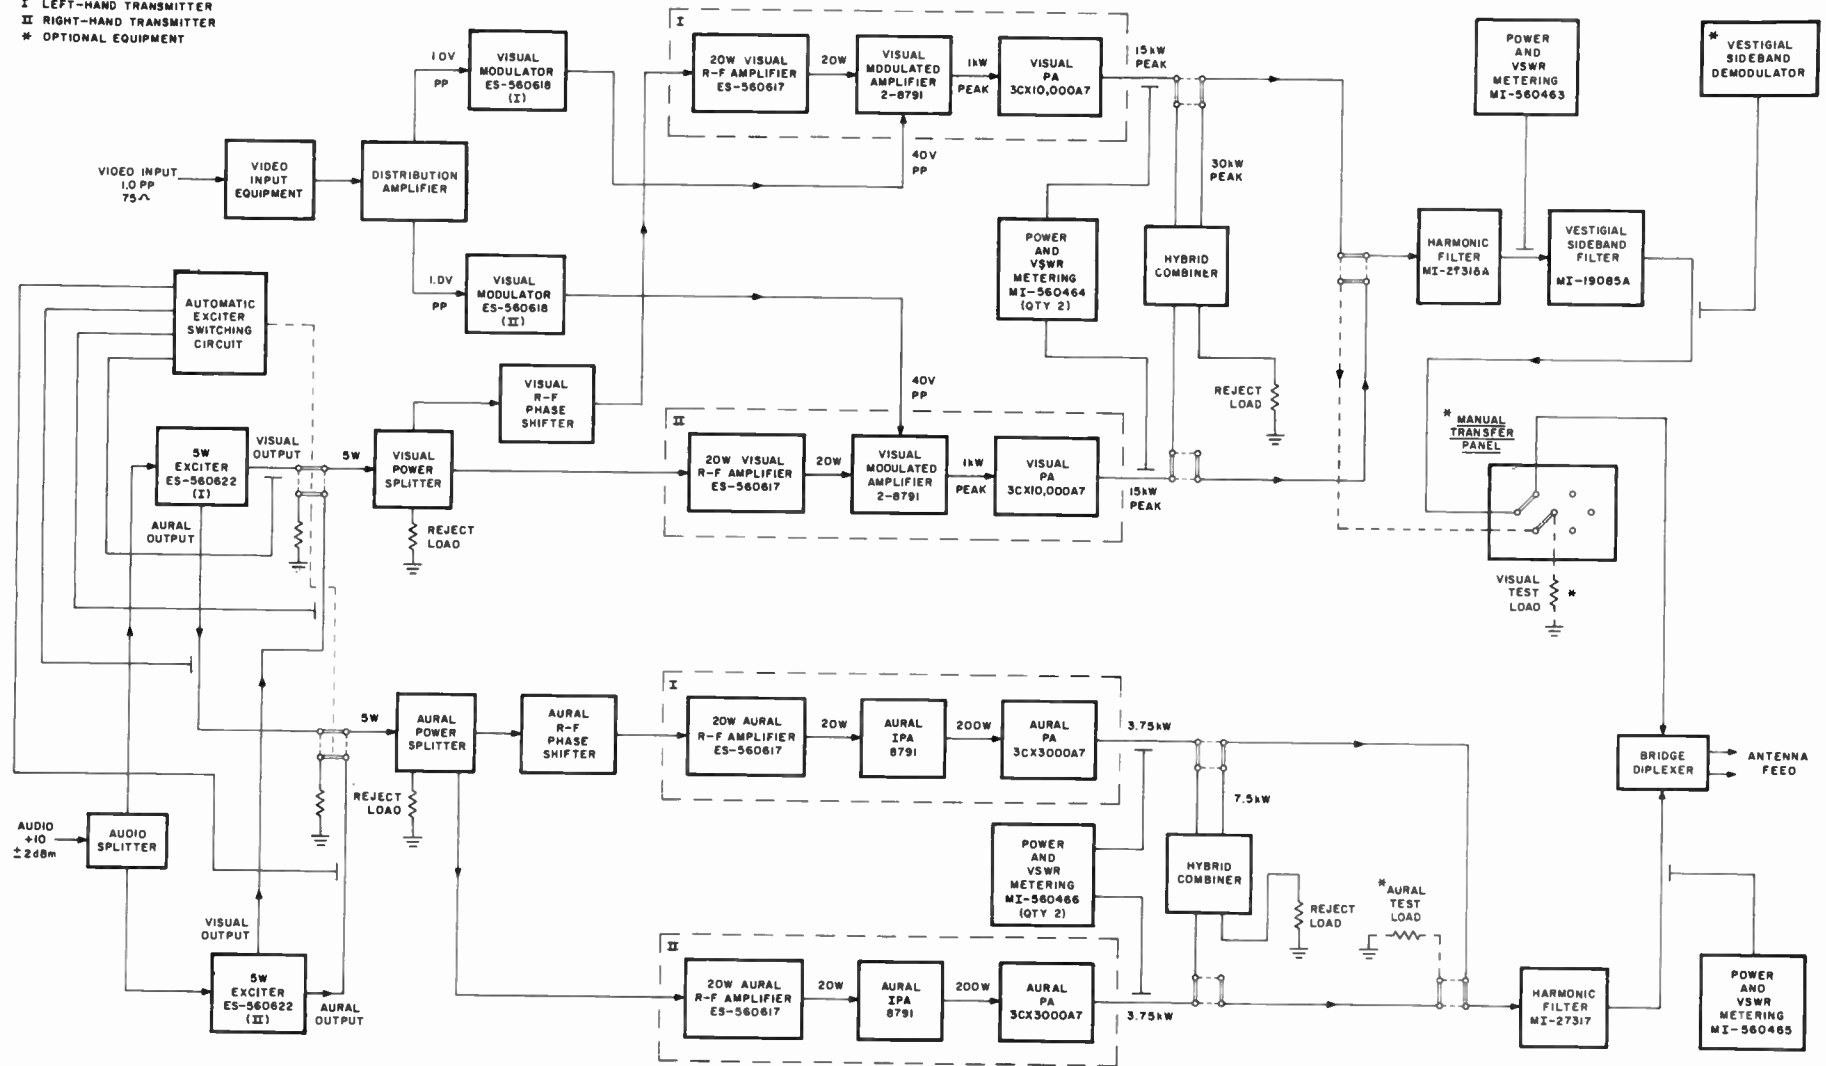 I LEFT-HAND TRANSMITTER
II RIGHT-HAND TRANSMITTER
* OPTIONAL EQUIPMENT
VIDEO INPUT
1.0 PP
75
VIDEO
INPUT
EQUIPMENT
DISTRIBUTION
AMPLIFIER
1.0V
PP
VISUAL
MODULATOR
ES-560618
(I)
1.0V
PP
VISUAL
MODULATOR
ES-560618
(II)
I
20W VISUAL
R-F AMPLIFIER
ES-560617
20W
VISUAL
MODULATED
AMPLIFIER
2-8791
1kW
PEAK
VISUAL
PA
3CX10,000A7
15kW
PEAK
40V
PP
30kW
PEAK
POWER
AND
VSWR
METERING
MI-560464
(QTY 2)
HYBRID
COMBINER
REJECT
LOAD
POWER
AND
VSWR
METERING
MI-560463
* VESTIGIAL
SIDEBAND
DEMODULATOR
HARMONIC
FILTER
MI-27318A
VESTIGIAL
SIDEBAND
FILTER
MI-19085A
AUTOMATIC
EXCITER
SWITCHING
CIRCUIT
VISUAL
R-F
PHASE
SHIFTER
5W
EXCITER
ES-560622
(I)
VISUAL
OUTPUT
AURAL
OUTPUT
5W
VISUAL
POWER
SPLITTER
REJECT
LOAD
40V
PP
II
20W VISUAL
R-F AMPLIFIER
ES-560617
20W
VISUAL
MODULATED
AMPLIFIER
2-8791
1kW
PEAK
VISUAL
PA
3CX10,000A7
15kW
PEAK
* MANUAL
TRANSFER
PANEL
VISUAL
TEST
LOAD
*
5W
AURAL
POWER
SPLITTER
REJECT
LOAD
AURAL
R-F
PHASE
SHIFTER
I
20W AURAL
R-F AMPLIFIER
ES-560617
20W
AURAL
IPA
8791
200W
AURAL
PA
3CX3000A7
3.75kW
7.5kW
POWER
AND
VSWR
METERING
MI-560466
(QTY 2)
HYBRID
COMBINER
REJECT
LOAD
* AURAL
TEST
LOAD
BRIDGE
DIPLEXER
ANTENNA
FEED
AUDIO
+10
±2dBm
AUDIO
SPLITTER
VISUAL
OUTPUT
5W
EXCITER
ES-560622
(II)
AURAL
OUTPUT
II
20W AURAL
R-F AMPLIFIER
ES-560617
20W
AURAL
IPA
8791
200W
AURAL
PA
3CX3000A7
3.75kW
HARMONIC
FILTER
MI-27317
POWER
AND
VSWR
METERING
MI-560465